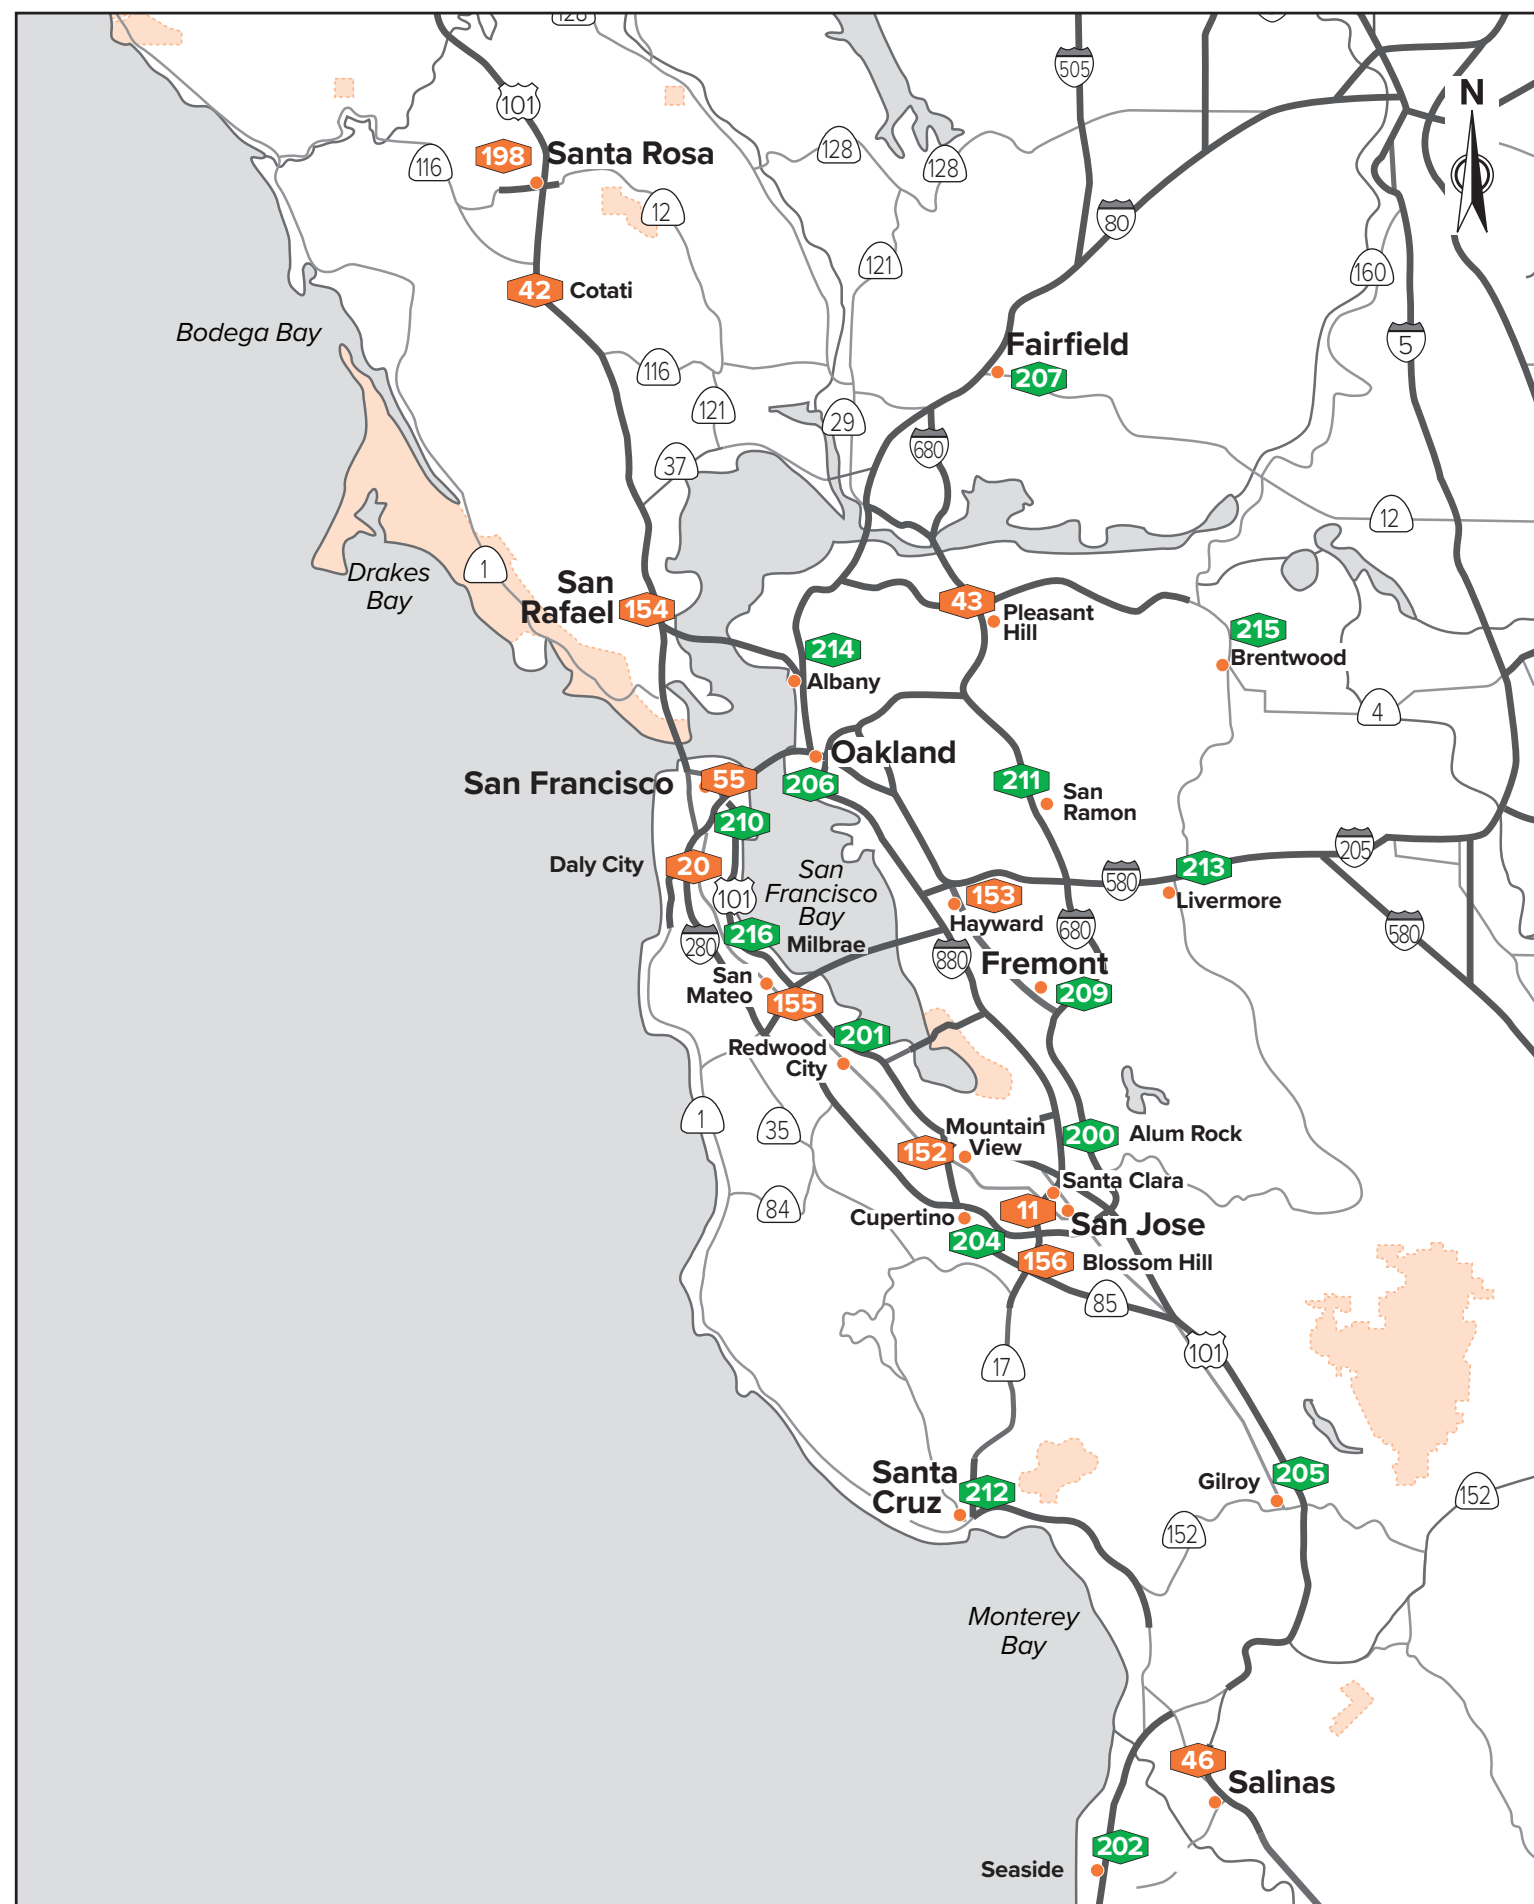 128
101
505
N
198
Santa Rosa
116
128
128
12
80
121
160
42
Cotati
Bodega Bay
5
Fairfield
207
116
121
29
37
680
12
1
Drakes
Bay
San
Rafael
154
43
Pleasant
Hill
214
Albany
215
Brentwood
4
Oakland
206
San Francisco
55
211
San
Ramon
210
205
Daly City
20
San
Francisco
Bay
101
153
Hayward
580
213
Livermore
680
580
280
216
Milbrae
880
Fremont
209
San
Mateo
155
201
Redwood
City
1
35
Mountain
View
152
200
Alum Rock
84
Santa Clara
Cupertino
11
San Jose
204
156
Blossom Hill
85
17
101
Santa
Cruz
212
Gilroy
205
152
152
Monterey
Bay
46
Salinas
202
Seaside